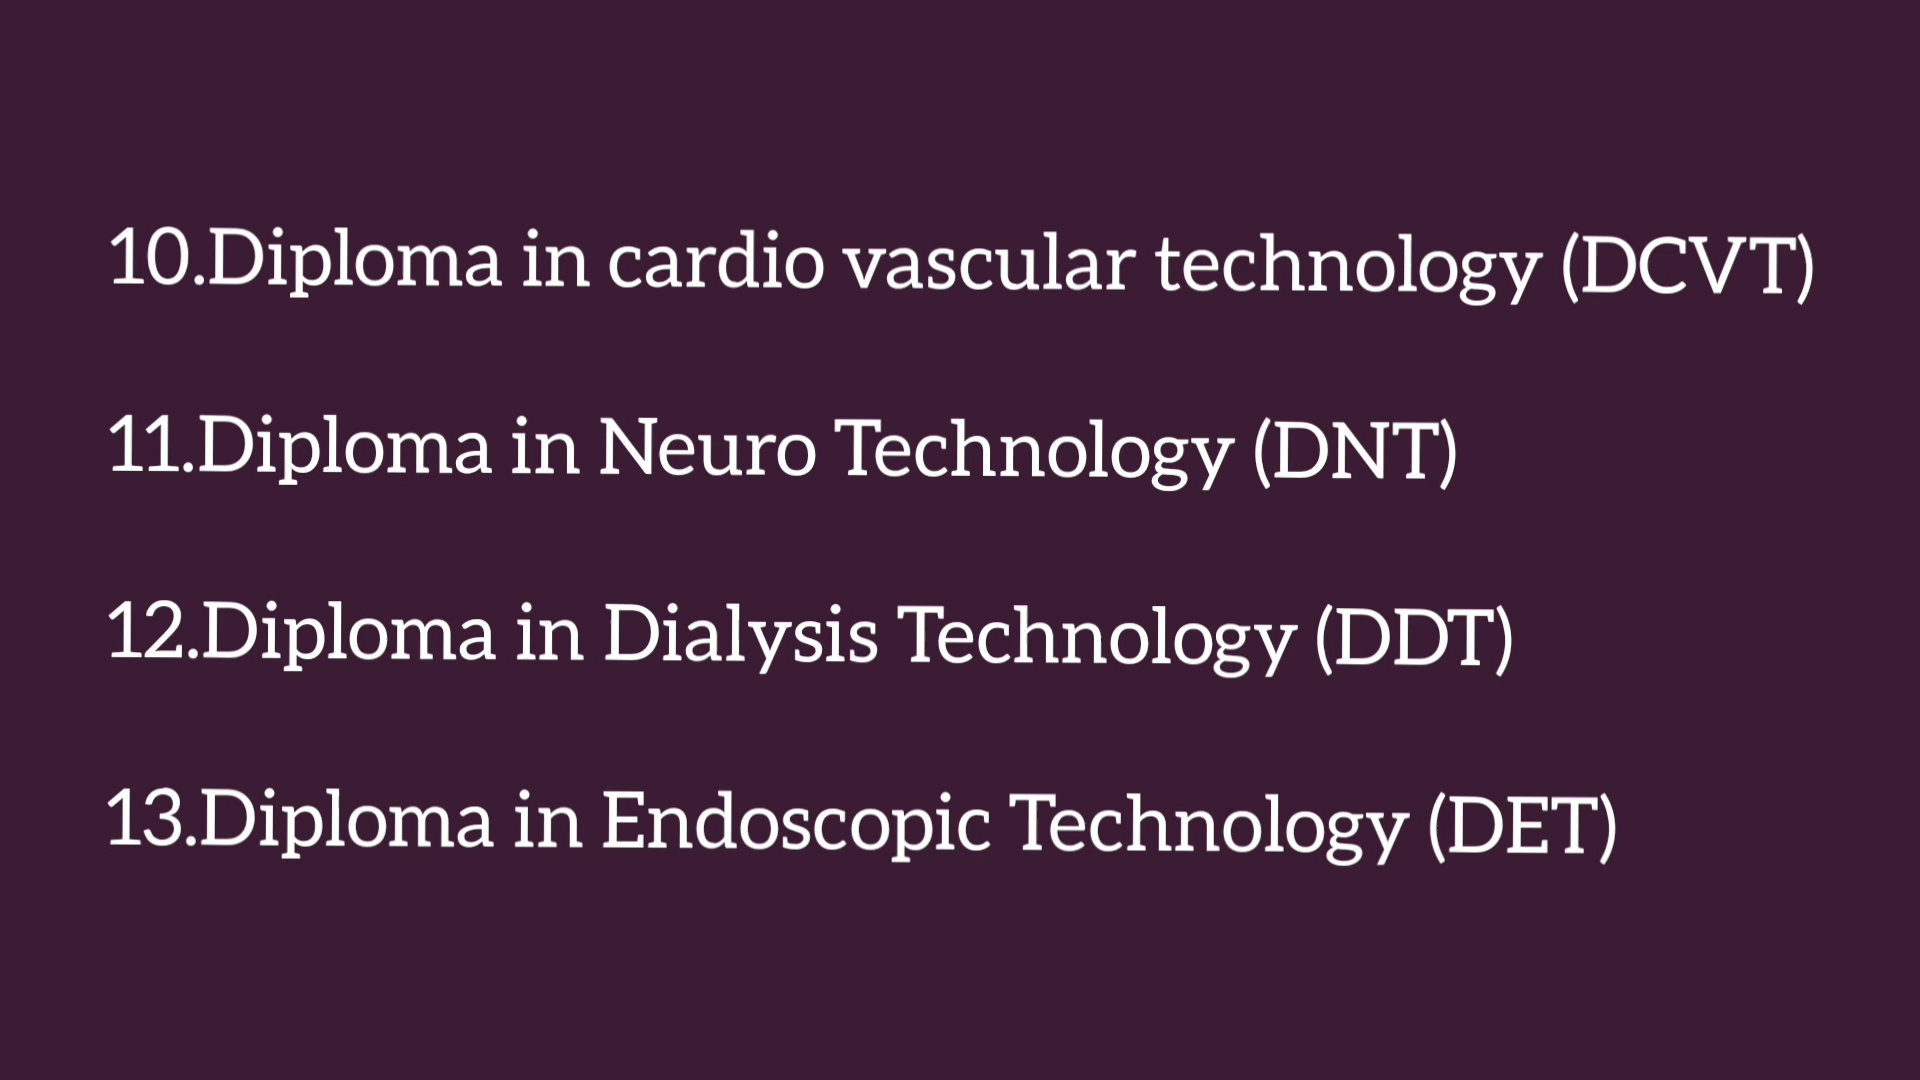 10.Diploma in cardio vascular technology (DCVT)
11.Diploma in Neuro Technology (DNT)
12.Diploma in Dialysis Technology (DDT)
13.Diploma in Endoscopic Technology (DET)